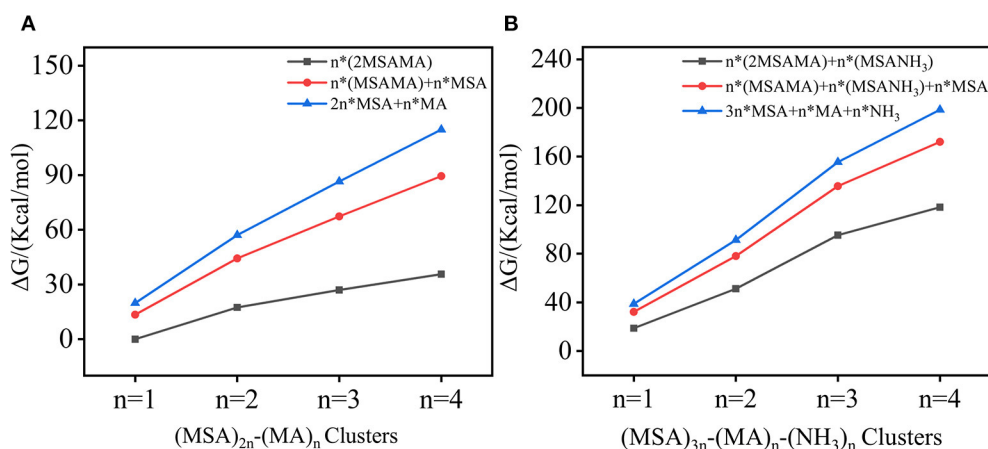 A
ΔG/(Kcal/mol)
150
120
90
60
30
0
n*(2MSAMA)
n*(MSAMA)+n*MSA
2n*MSA+n*MA
n=1 n=2 n=3 n=4
(MSA)₂ₙ-(MA)ₙ Clusters
B
ΔG/(Kcal/mol)
240
200
160
120
80
40
0
n*(2MSAMA)+n*(MSANH₃)
n*(MSAMA)+n*(MSANH₃)+n*MSA
3n*MSA+n*MA+n*NH₃
n=1 n=2 n=3 n=4
(MSA)₃ₙ-(MA)ₙ-(NH₃)ₙ Clusters